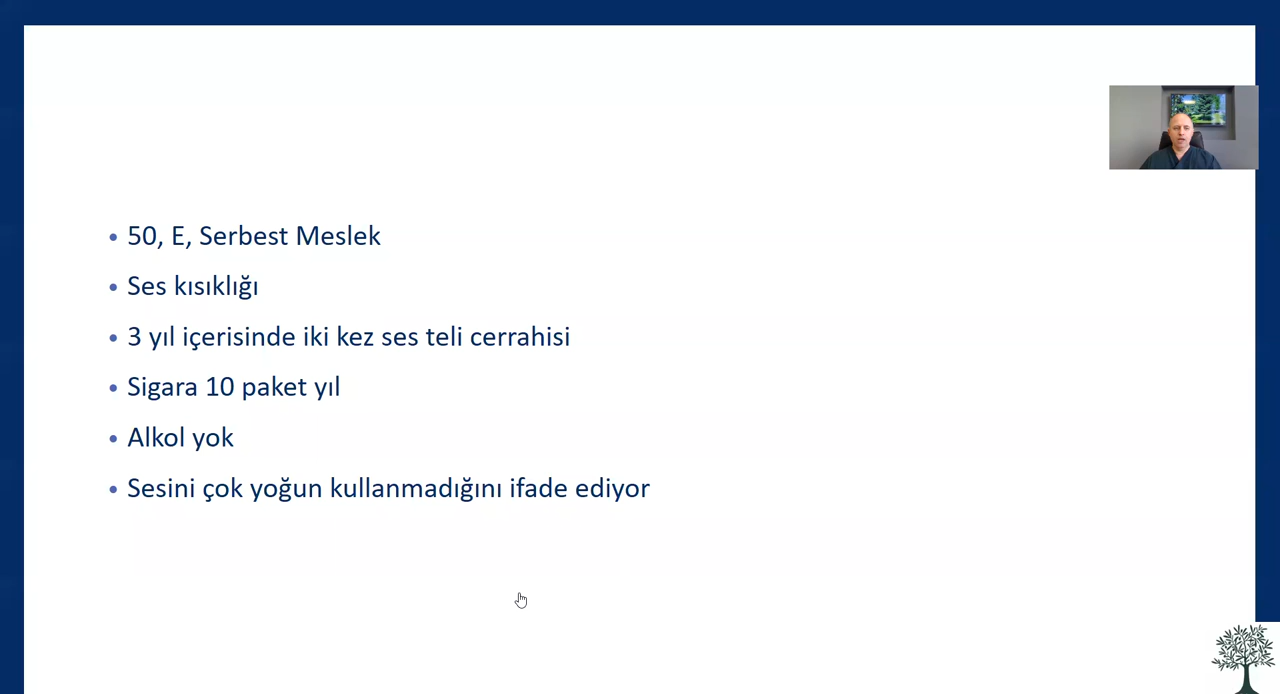 50, E, Serbest Meslek
Ses kısıklığı
3 yıl içerisinde iki kez ses teli cerrahisi
Sigara 10 paket yıl
Alkol yok
Sesini çok yoğun kullanmadığını ifade ediyor